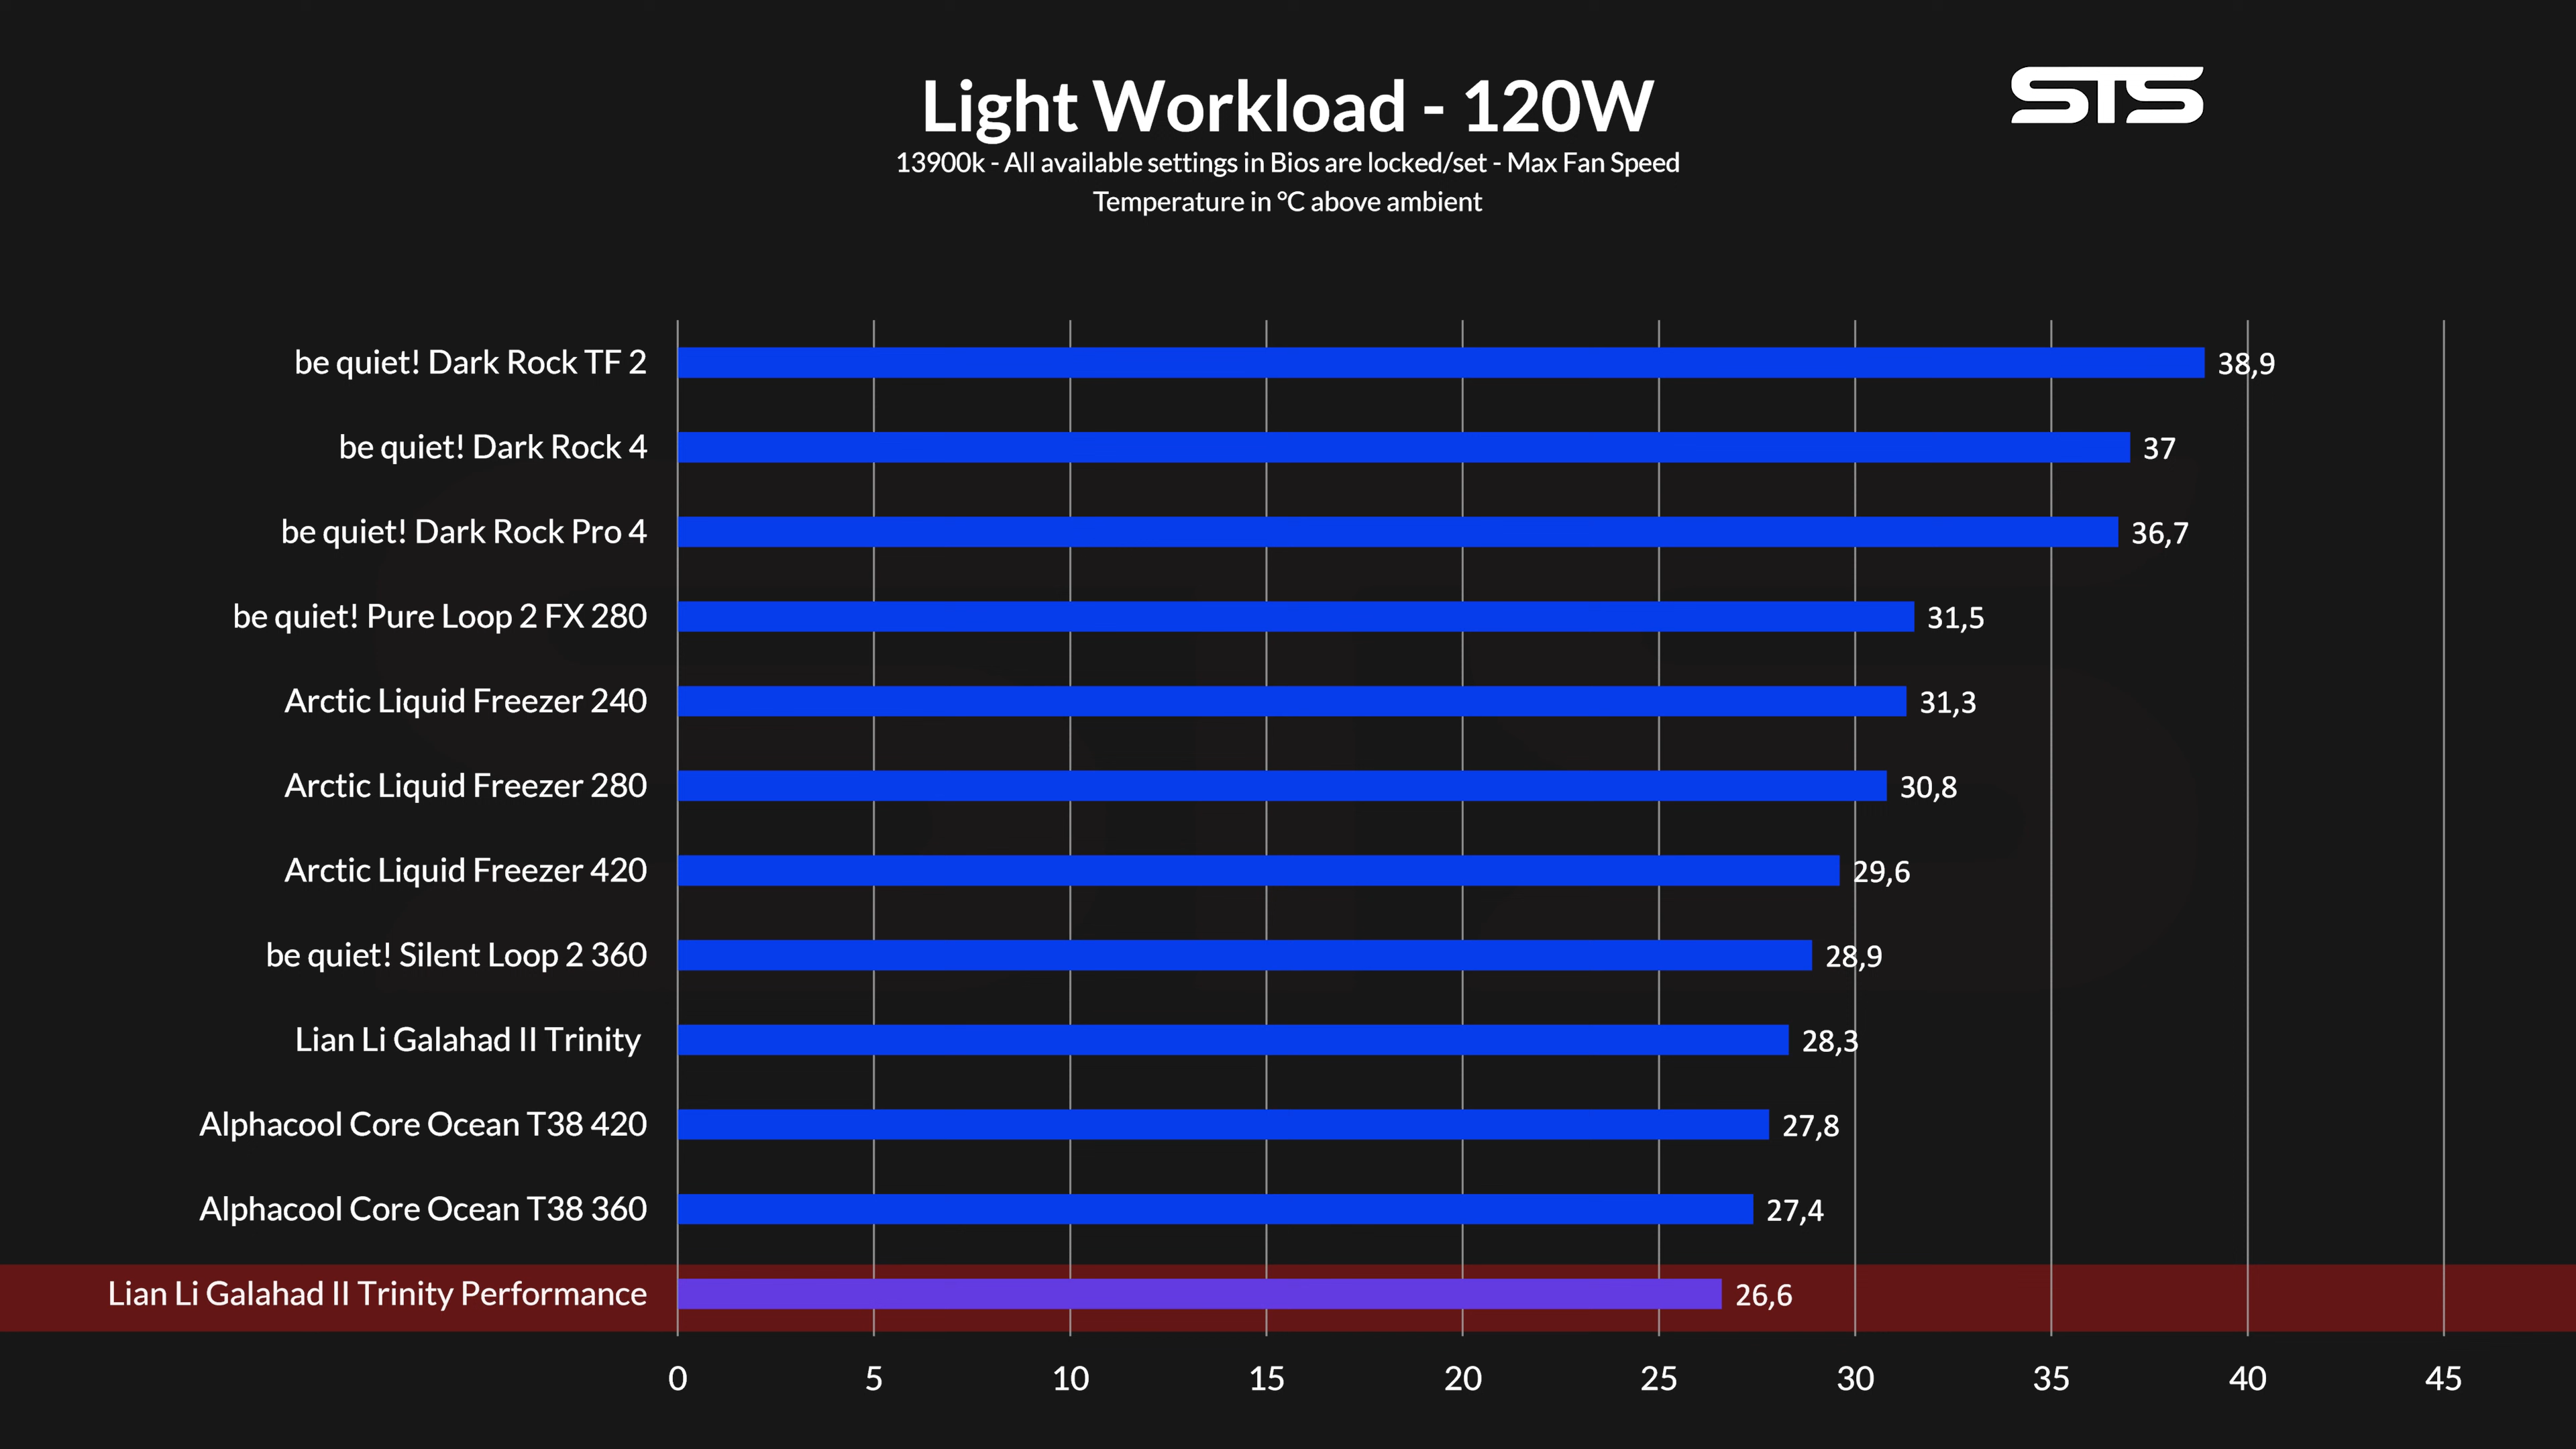 Light Workload - 120W
STS
13900k - All available settings in Bios are locked/set - Max Fan Speed
Temperature in °C above ambient
be quiet! Dark Rock TF 2 38,9
be quiet! Dark Rock 4 37
be quiet! Dark Rock Pro 4 36,7
be quiet! Pure Loop 2 FX 280 31,5
Arctic Liquid Freezer 240 31,3
Arctic Liquid Freezer 280 30,8
Arctic Liquid Freezer 420 29,6
be quiet! Silent Loop 2 360 28,9
Lian Li Galahad II Trinity 28,3
Alphacool Core Ocean T38 420 27,8
Alphacool Core Ocean T38 360 27,4
Lian Li Galahad II Trinity Performance 26,6
0 5 10 15 20 25 30 35 40 45